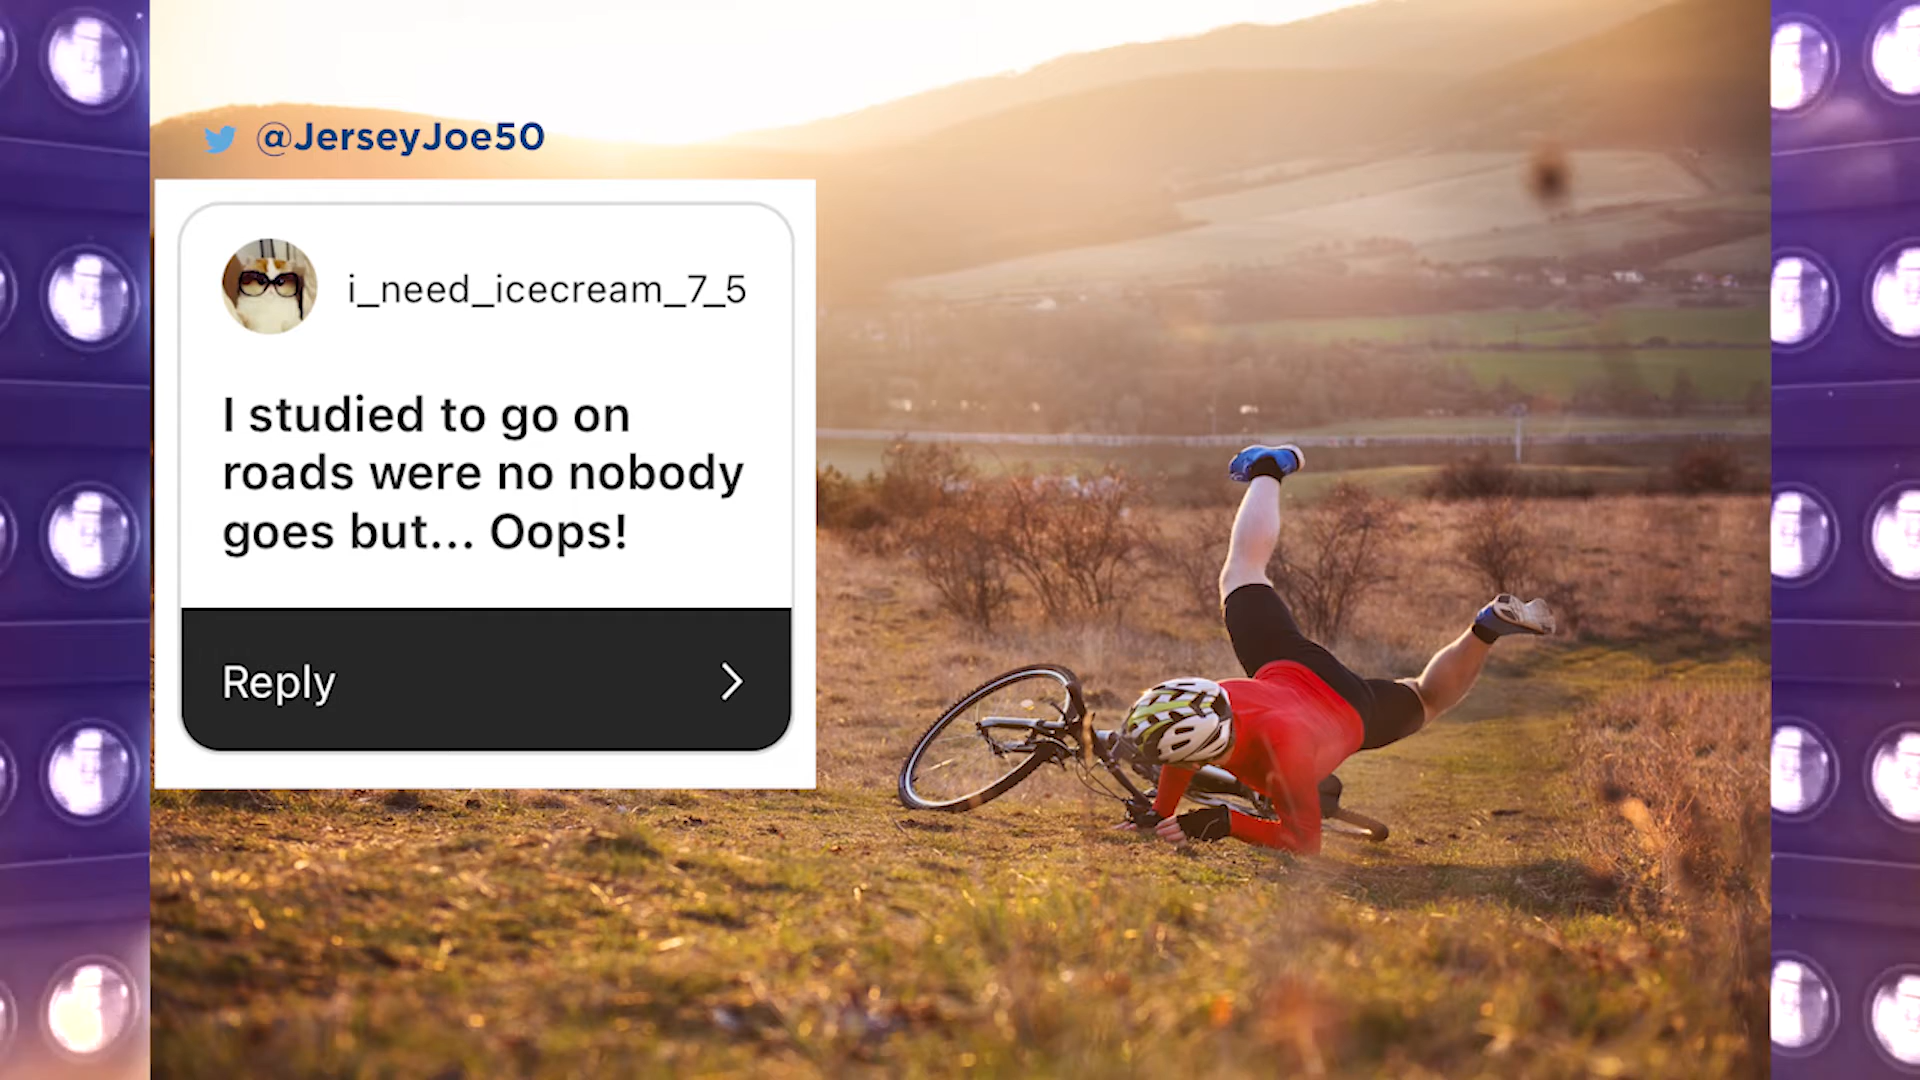 @JerseyJoe50
i_need_icecream_7_5
I studied to go on
roads were no nobody
goes but... Oops!
Reply